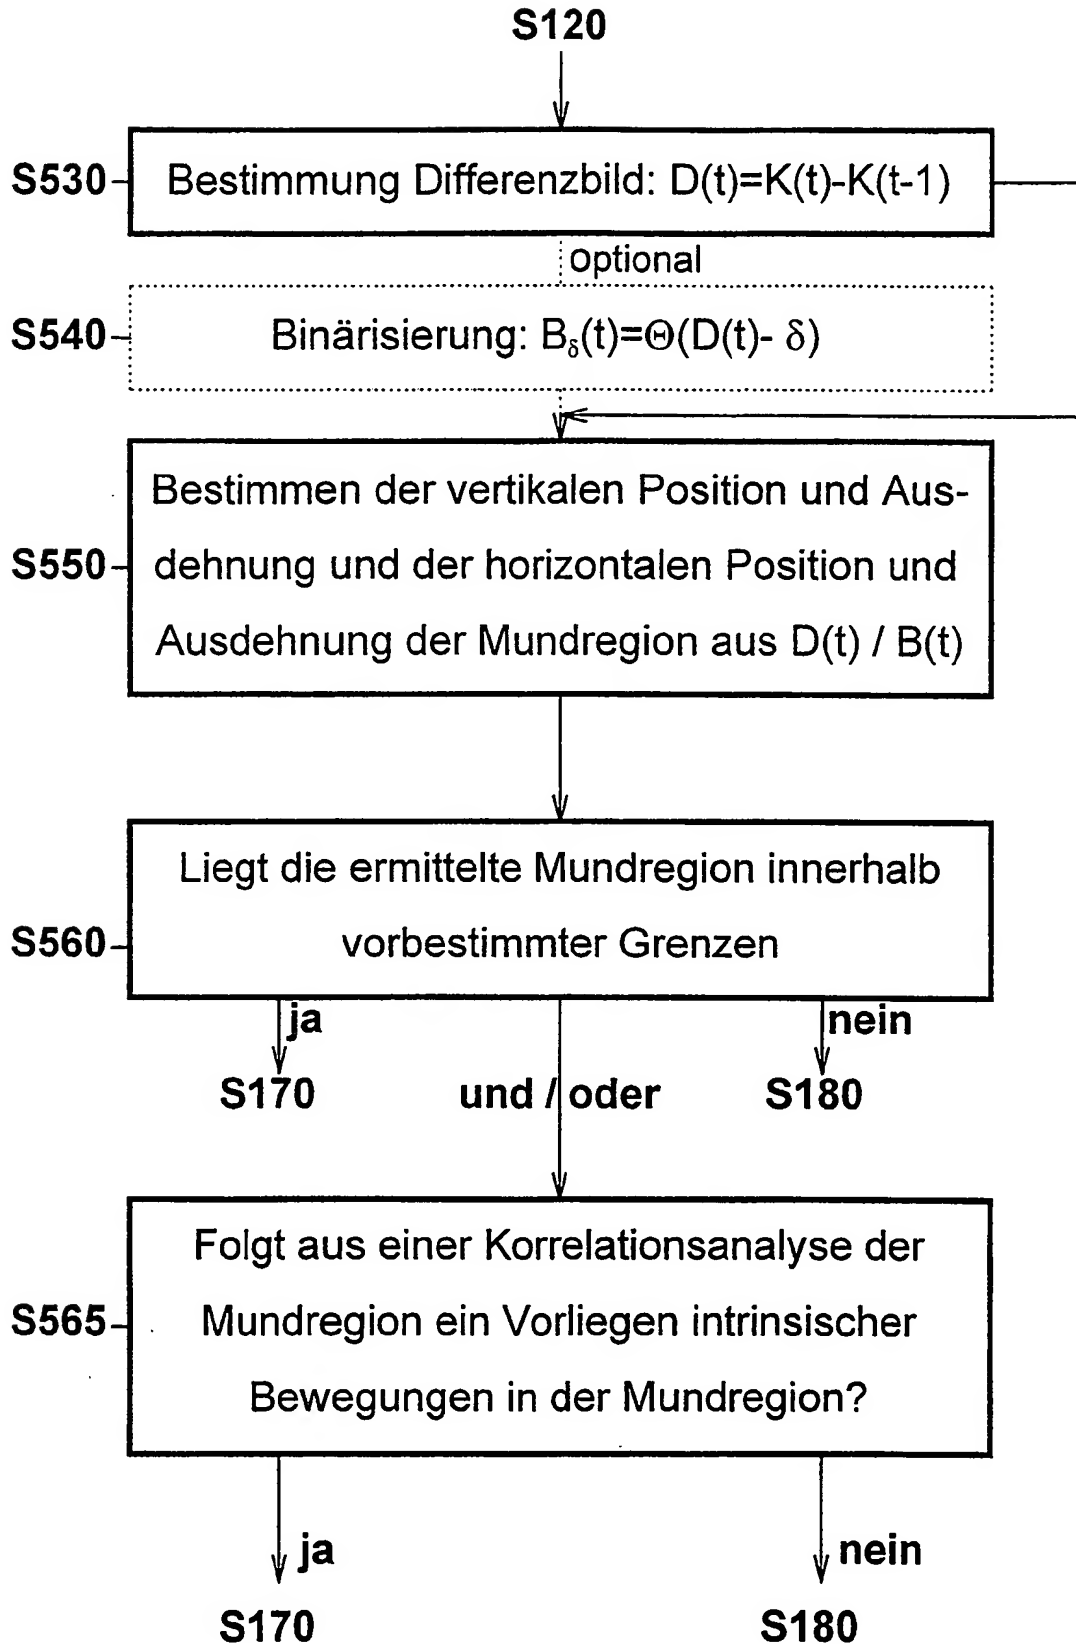 S120
S530
Bestimmung Differenzbild: D(t)=K(t)-K(t-1)
optional
S540
Binärisierung: Bδ(t)=Θ(D(t)- δ)
Bestimmen der vertikalen Position und Aus-
S550
dehnung und der horizontalen Position und
Ausdehnung der Mundregion aus D(t) / B(t)
Liegt die ermittelte Mundregion innerhalb
S560
vorbestimmter Grenzen
ja
nein
S170
und / oder
S180
Folgt aus einer Korrelationsanalyse der
S565
Mundregion ein Vorliegen intrinsischer
Bewegungen in der Mundregion?
ja
nein
S170
S180